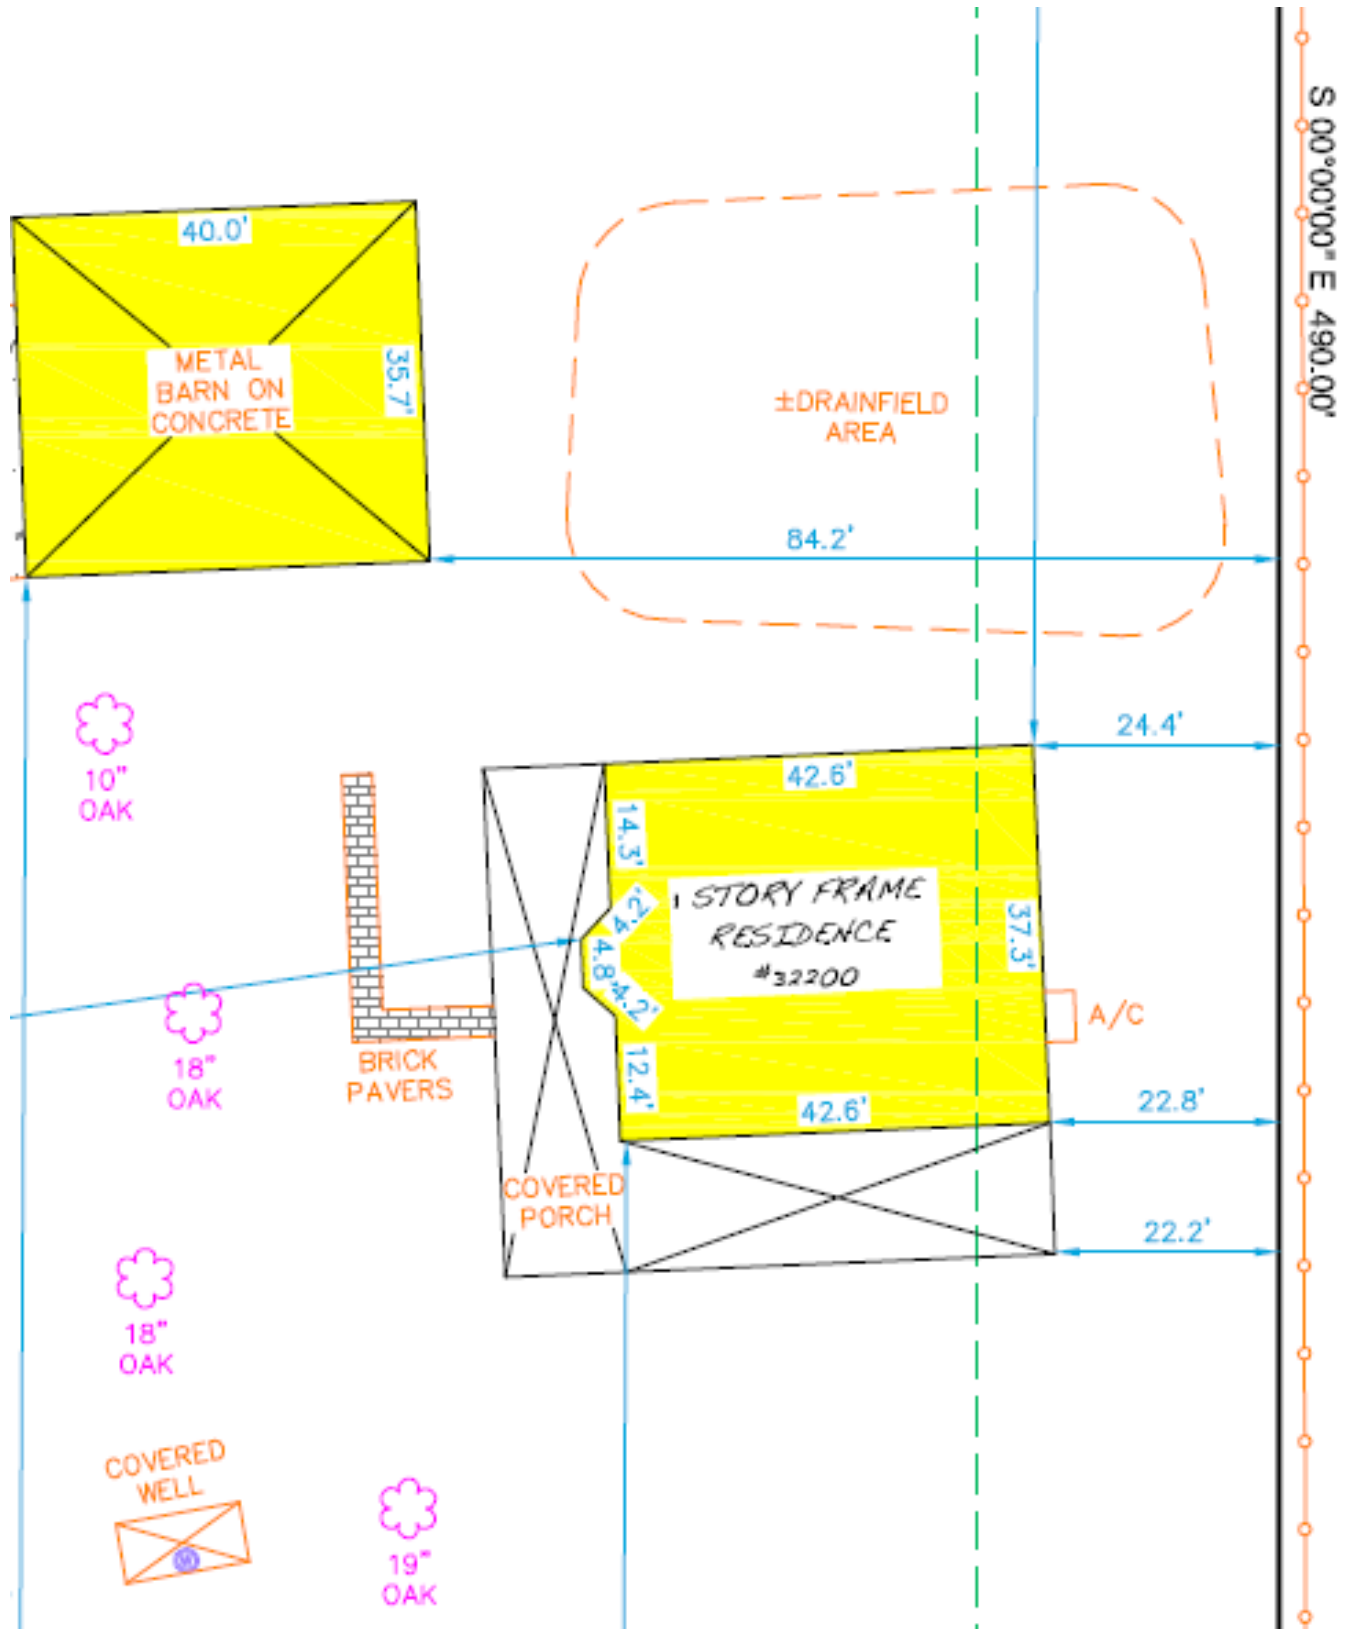 S 00°00'00" E 490.00'
40.0'
METAL
BARN ON
CONCRETE
35.7'
±DRAINFIELD
AREA
84.2'
24.4'
10"
OAK
42.6'
14.3'
4.2'
4.8'
4.2'
12.4'
1 STORY FRAME
RESIDENCE
#32200
37.3'
A/C
18"
OAK
BRICK
PAVERS
42.6'
22.8'
COVERED
PORCH
22.2'
18"
OAK
COVERED
WELL
W
19"
OAK